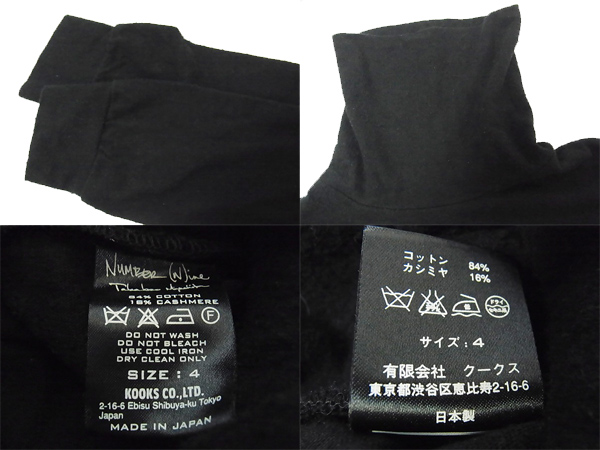 NUMBER (N)ine
84% COTTON
16% CASHMERE
F
DO NOT WASH
DO NOT BLEACH
USE COOL IRON
DRY CLEAN ONLY
SIZE : 4
KOOKS CO.,LTD.
2-16-6 Ebisu Shibuya-ku Tokyo
Japan
MADE IN JAPAN
コットン 84%
カシミヤ 16%
ドライ
サイズ：4
有限会社 クークス
東京都渋谷区恵比寿2-16-6
日本製